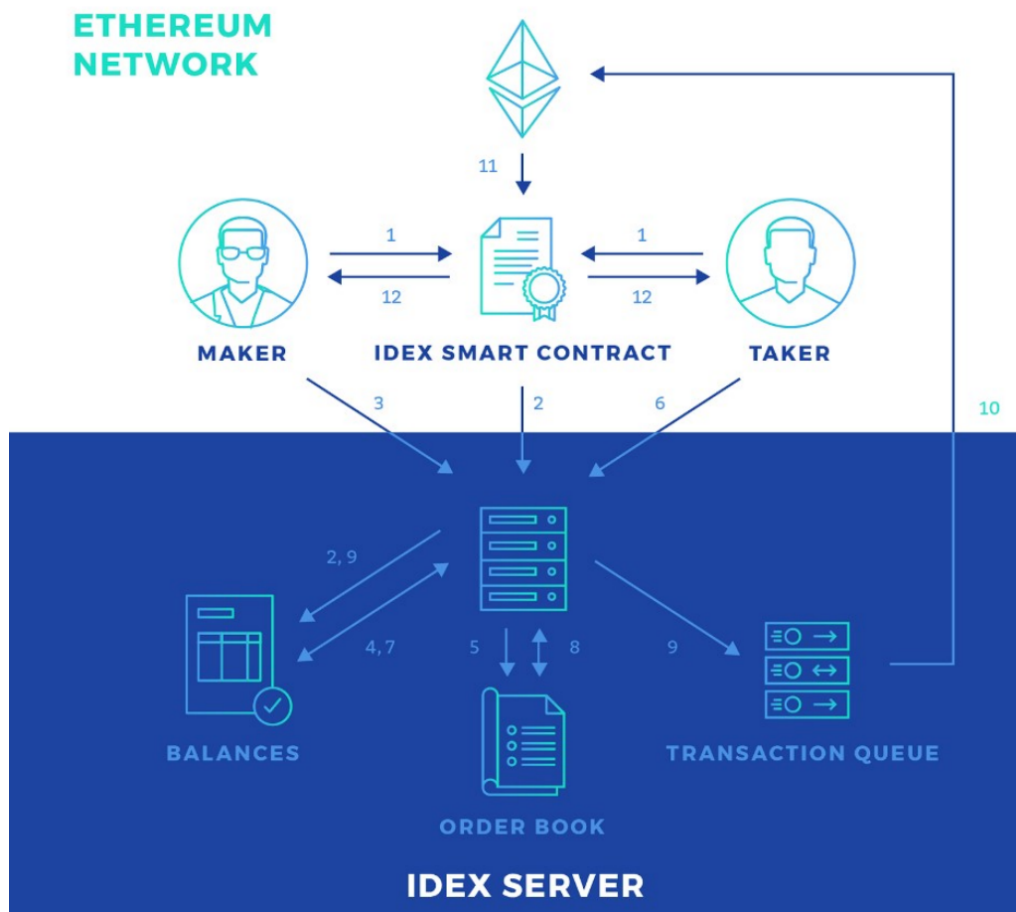 ETHEREUM
NETWORK
11
1
1
12
12
MAKER
IDEX SMART CONTRACT
TAKER
3
2
6
10
2, 9
4, 7
5
8
9
BALANCES
TRANSACTION QUEUE
ORDER BOOK
IDEX SERVER